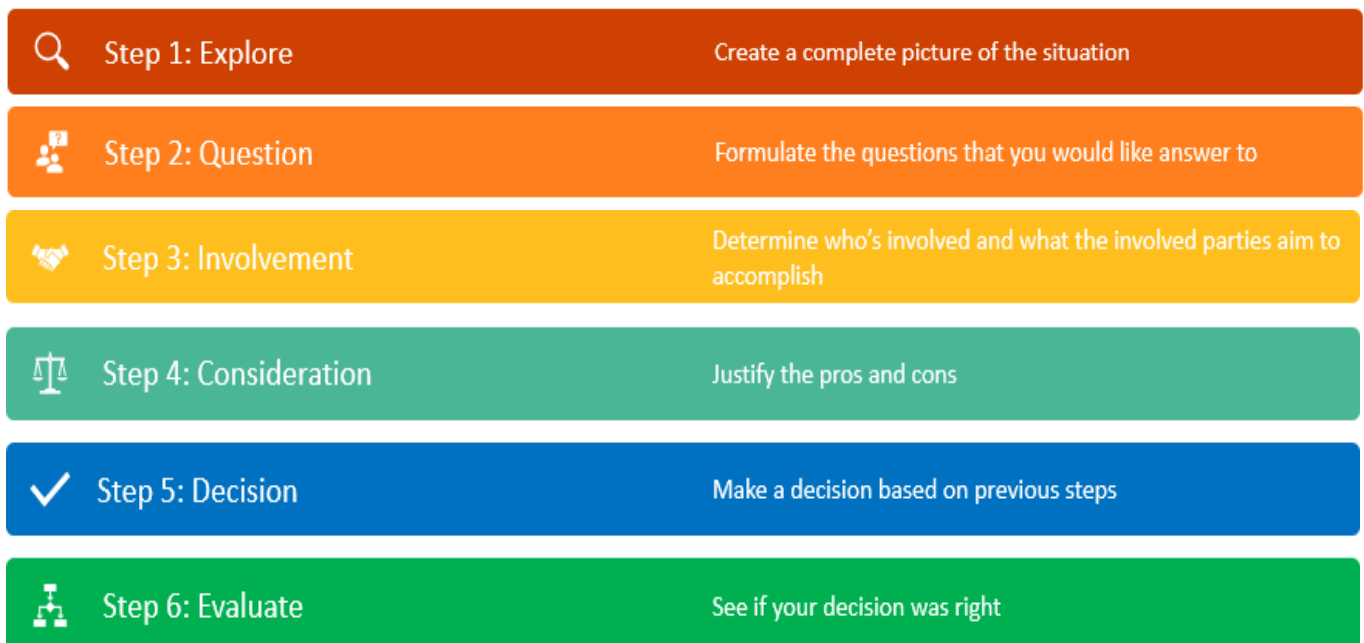 Step 1: Explore
Create a complete picture of the situation
?
Step 2: Question
Formulate the questions that you would like answer to
Step 3: Involvement
Determine who's involved and what the involved parties aim to
accomplish
Step 4: Consideration
Justify the pros and cons
Step 5: Decision
Make a decision based on previous steps
Step 6: Evaluate
See if your decision was right